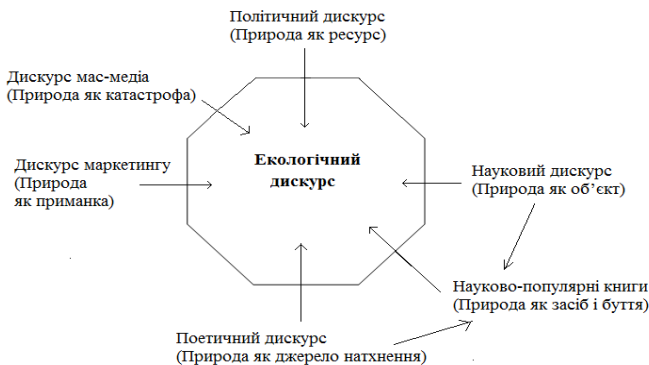 Політичний дискурс
(Природа як ресурс)
Дискурс мас-медіа
(Природа як катастрофа)
Екологічний
дискурс
Дискурс маркетингу
(Природа
як приманка)
Науковий дискурс
(Природа як об’єкт)
Науково-популярні книги
(Природа як засіб і буття)
Поетичний дискурс
(Природа як джерело натхнення)